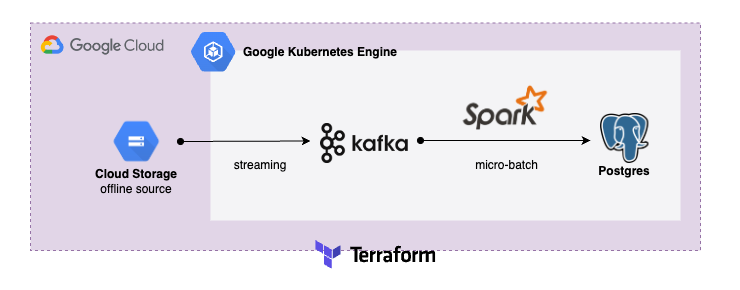 Google Cloud
Google Kubernetes Engine
Spark
kafka
Cloud Storage
offline source
streaming
micro-batch
Postgres
Terraform